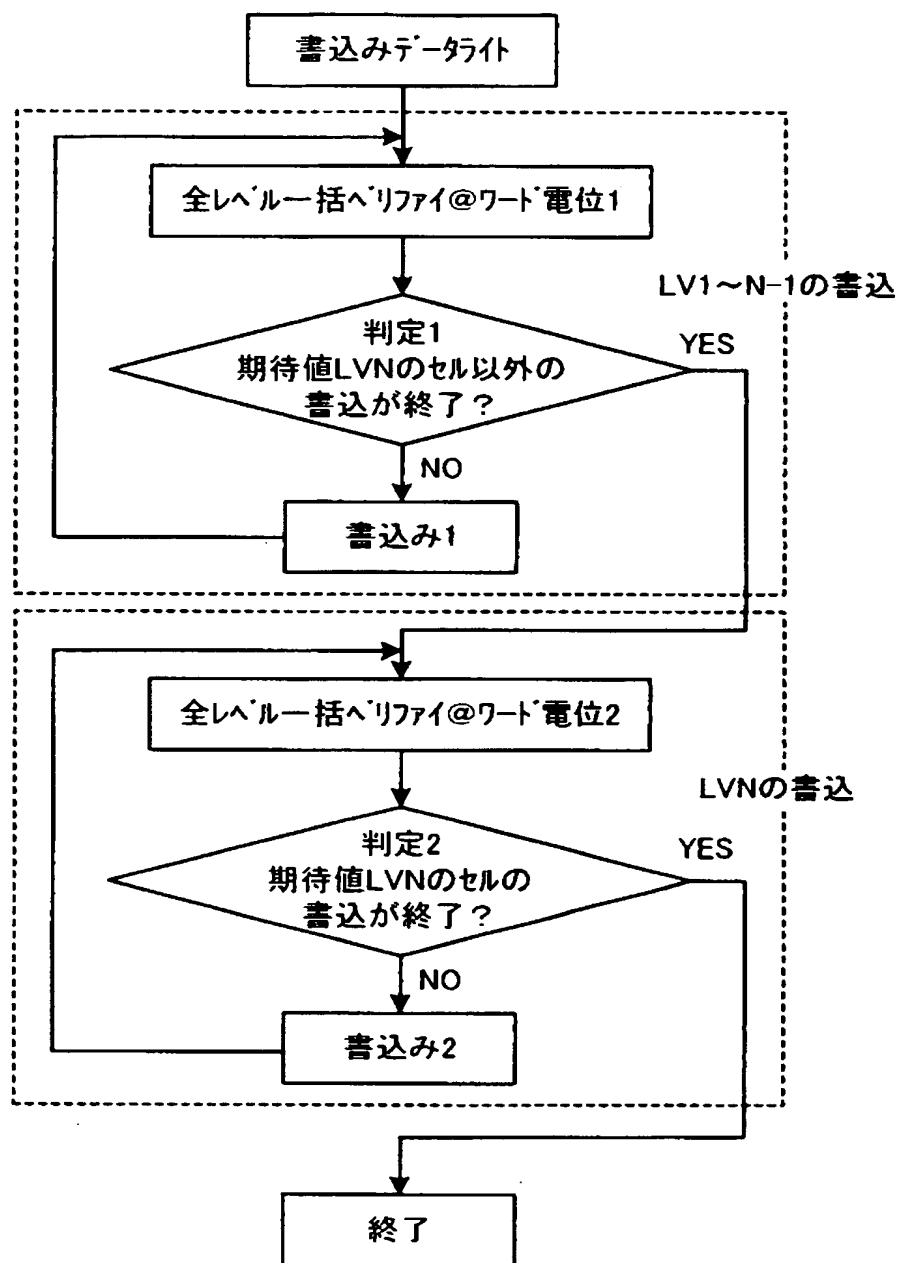 書込みデータライト
全レベル一括ベリファイ@ワード電位1
LV1～N-1の書込
判定1
期待値LVNのセル以外の
書込が終了？
YES
NO
書込み1
全レベル一括ベリファイ@ワード電位2
LVNの書込
判定2
期待値LVNのセルの
書込が終了？
YES
NO
書込み2
終了